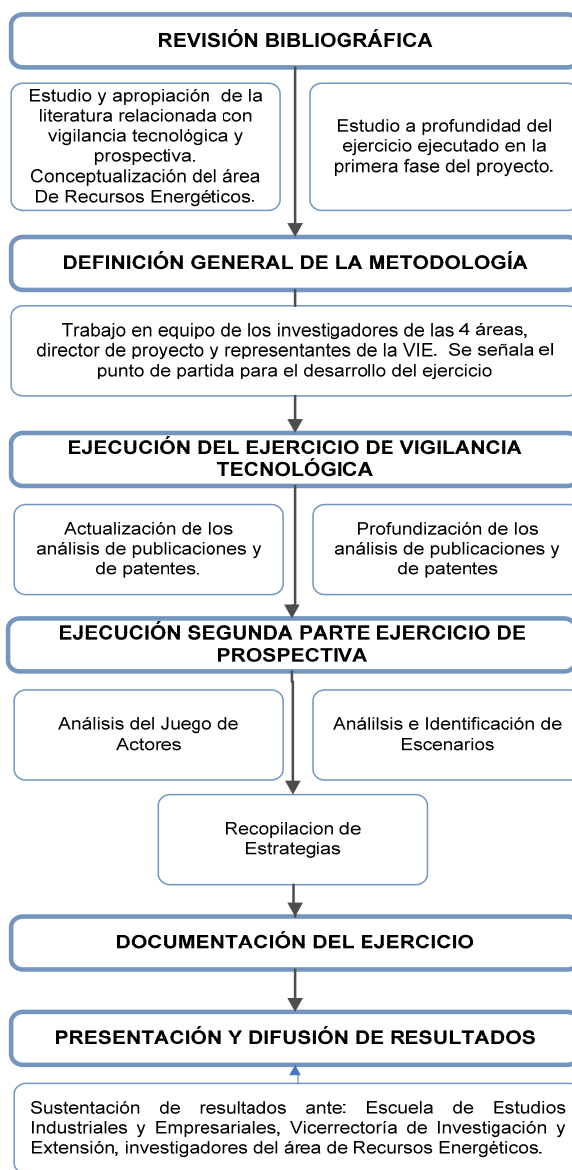 REVISIÓN BIBLIOGRÁFICA
Estudio y apropiación de la
literatura relacionada con
vigilancia tecnológica y
prospectiva.
Conceptualización del área
De Recursos Energéticos.
Estudio a profundidad del
ejercicio ejecutado en la
primera fase del proyecto.
DEFINICIÓN GENERAL DE LA METODOLOGÍA
Trabajo en equipo de los investigadores de las 4 áreas,
director de proyecto y representantes de la VIE. Se señala el
punto de partida para el desarrollo del ejercicio
EJECUCIÓN DEL EJERCICIO DE VIGILANCIA
TECNOLÓGICA
Actualización de los
análisis de publicaciones y
de patentes.
Profundización de los
análisis de publicaciones y
de patentes
EJECUCIÓN SEGUNDA PARTE EJERCICIO DE
PROSPECTIVA
Análisis del Juego de
Actores
Análilsis e Identificación de
Escenarios
Recopilacion de
Estrategias
DOCUMENTACIÓN DEL EJERCICIO
PRESENTACIÓN Y DIFUSIÓN DE RESULTADOS
Sustentación de resultados ante: Escuela de Estudios
Industriales y Empresariales, Vicerrectoría de Investigación y
Extensión, investigadores del área de Recursos Energéticos.